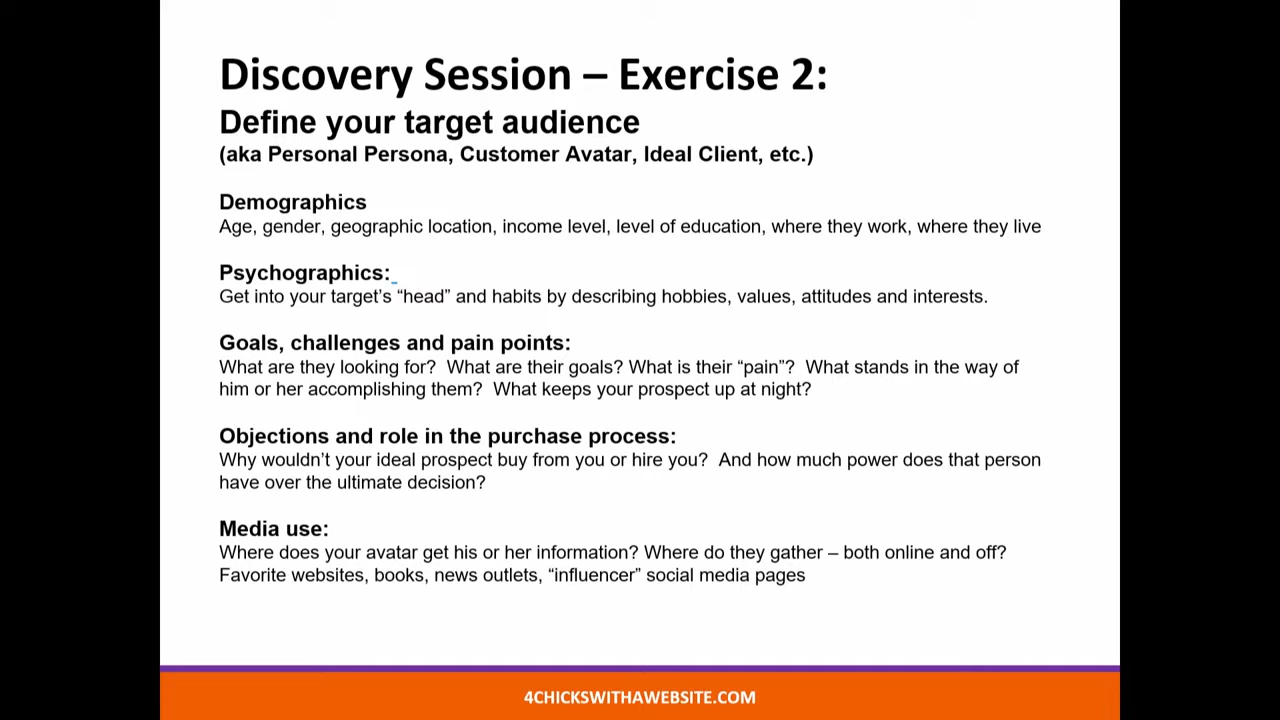 Discovery Session – Exercise 2:
Define your target audience
(aka Personal Persona, Customer Avatar, Ideal Client, etc.)
Demographics
Age, gender, geographic location, income level, level of education, where they work, where they live
Psychographics:
Get into your target’s “head” and habits by describing hobbies, values, attitudes and interests.
Goals, challenges and pain points:
What are they looking for?  What are their goals? What is their “pain”?  What stands in the way of
him or her accomplishing them?  What keeps your prospect up at night?
Objections and role in the purchase process:
Why wouldn’t your ideal prospect buy from you or hire you?  And how much power does that person
have over the ultimate decision?
Media use:
Where does your avatar get his or her information? Where do they gather – both online and off?
Favorite websites, books, news outlets, “influencer” social media pages
4CHICKSWITHAWEBSITE.COM